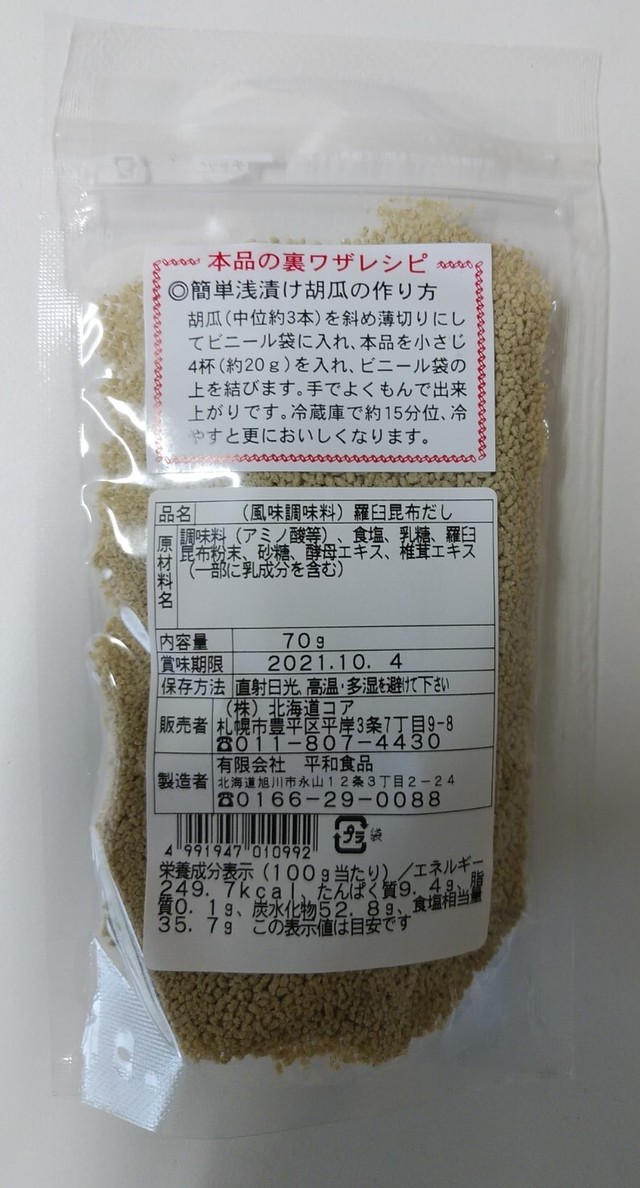 本品の裏ワザレシピ
◎簡単浅漬け胡瓜の作り方
胡瓜(中位約3本)を斜め薄切りにし
てビニール袋に入れ、本品を小さじ
4杯(約20g)を入れ、ビニール袋の
上を結びます。手でよくもんで出来
上がりです。冷蔵庫で約15分位、冷
やすと更においしくなります。
品名 (風味調味料)羅臼昆布だし
原材料名 調味料(アミノ酸等)、食塩、乳糖、羅臼
昆布粉末、砂糖、酵母エキス、椎茸エキス
(一部に乳成分を含む)
内容量 70g
賞味期限 2021.10. 4
保存方法 直射日光、高温・多湿を避けて下さい
販売者 (株)北海道コア
札幌市豊平区平岸3条7丁目9-8
☎011-807-4430
製造者 有限会社 平和食品
北海道旭川市永山12条3丁目2-24
☎0166-29-0088
4 991947 010992
プラ 袋
栄養成分表示(100g当たり)/エネルギー
249.7kcal、たんぱく質9.4g、脂
質0.1g、炭水化物52.8g、食塩相当量
35.7g この表示値は目安です